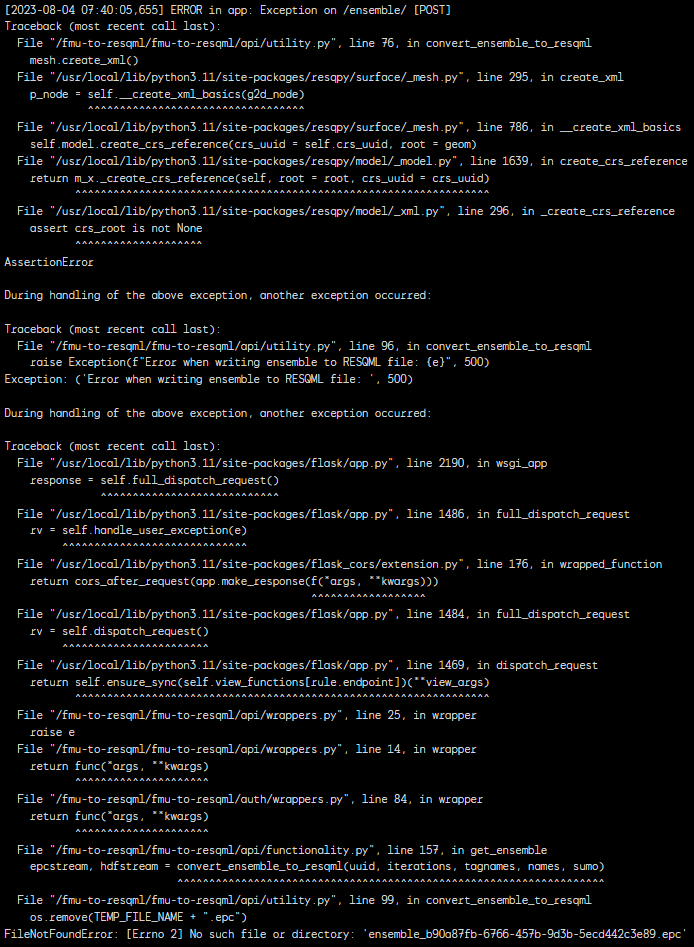 [2023-08-04 07:40:05,655] ERROR in app: Exception on /ensemble/ [POST]
Traceback (most recent call last):
  File "/fmu-to-resqml/fmu-to-resqml/api/utility.py", line 76, in convert_ensemble_to_resqml
    mesh.create_xml()
  File "/usr/local/lib/python3.11/site-packages/resqpy/surface/_mesh.py", line 295, in create_xml
    p_node = self.__create_xml_basics(g2d_node)
             ^^^^^^^^^^^^^^^^^^^^^^^^^^^^^^^^^^
  File "/usr/local/lib/python3.11/site-packages/resqpy/surface/_mesh.py", line 786, in __create_xml_basics
    self.model.create_crs_reference(crs_uuid = self.crs_uuid, root = geom)
  File "/usr/local/lib/python3.11/site-packages/resqpy/model/_model.py", line 1639, in create_crs_reference
    return m_x._create_crs_reference(self, root = root, crs_uuid = crs_uuid)
           ^^^^^^^^^^^^^^^^^^^^^^^^^^^^^^^^^^^^^^^^^^^^^^^^^^^^^^^^^^^^^^^^^
  File "/usr/local/lib/python3.11/site-packages/resqpy/model/_xml.py", line 296, in _create_crs_reference
    assert crs_root is not None
           ^^^^^^^^^^^^^^^^^^^^
AssertionError

During handling of the above exception, another exception occurred:

Traceback (most recent call last):
  File "/fmu-to-resqml/fmu-to-resqml/api/utility.py", line 96, in convert_ensemble_to_resqml
    raise Exception(f"Error when writing ensemble to RESQML file: {e}", 500)
Exception: ('Error when writing ensemble to RESQML file: ', 500)

During handling of the above exception, another exception occurred:

Traceback (most recent call last):
  File "/usr/local/lib/python3.11/site-packages/flask/app.py", line 2190, in wsgi_app
    response = self.full_dispatch_request()
               ^^^^^^^^^^^^^^^^^^^^^^^^^^^^
  File "/usr/local/lib/python3.11/site-packages/flask/app.py", line 1486, in full_dispatch_request
    rv = self.handle_user_exception(e)
         ^^^^^^^^^^^^^^^^^^^^^^^^^^^^^
  File "/usr/local/lib/python3.11/site-packages/flask_cors/extension.py", line 176, in wrapped_function
    return cors_after_request(app.make_response(f(*args, **kwargs)))
                                                ^^^^^^^^^^^^^^^^^^
  File "/usr/local/lib/python3.11/site-packages/flask/app.py", line 1484, in full_dispatch_request
    rv = self.dispatch_request()
         ^^^^^^^^^^^^^^^^^^^^^^^
  File "/usr/local/lib/python3.11/site-packages/flask/app.py", line 1469, in dispatch_request
    return self.ensure_sync(self.view_functions[rule.endpoint])(**view_args)
           ^^^^^^^^^^^^^^^^^^^^^^^^^^^^^^^^^^^^^^^^^^^^^^^^^^^^^^^^^^^^^^^^^
  File "/fmu-to-resqml/fmu-to-resqml/api/wrappers.py", line 25, in wrapper
    raise e
  File "/fmu-to-resqml/fmu-to-resqml/api/wrappers.py", line 14, in wrapper
    return func(*args, **kwargs)
           ^^^^^^^^^^^^^^^^^^^^^
  File "/fmu-to-resqml/fmu-to-resqml/auth/wrappers.py", line 84, in wrapper
    return func(*args, **kwargs)
           ^^^^^^^^^^^^^^^^^^^^^
  File "/fmu-to-resqml/fmu-to-resqml/api/functionality.py", line 157, in get_ensemble
    epcstream, hdfstream = convert_ensemble_to_resqml(uuid, iterations, tagnames, names, sumo)
                           ^^^^^^^^^^^^^^^^^^^^^^^^^^^^^^^^^^^^^^^^^^^^^^^^^^^^^^^^^^^^^^^^^^^
  File "/fmu-to-resqml/fmu-to-resqml/api/utility.py", line 99, in convert_ensemble_to_resqml
    os.remove(TEMP_FILE_NAME + ".epc")
FileNotFoundError: [Errno 2] No such file or directory: 'ensemble_b90a87fb-6766-457b-9d3b-5ecd442c3e89.epc'